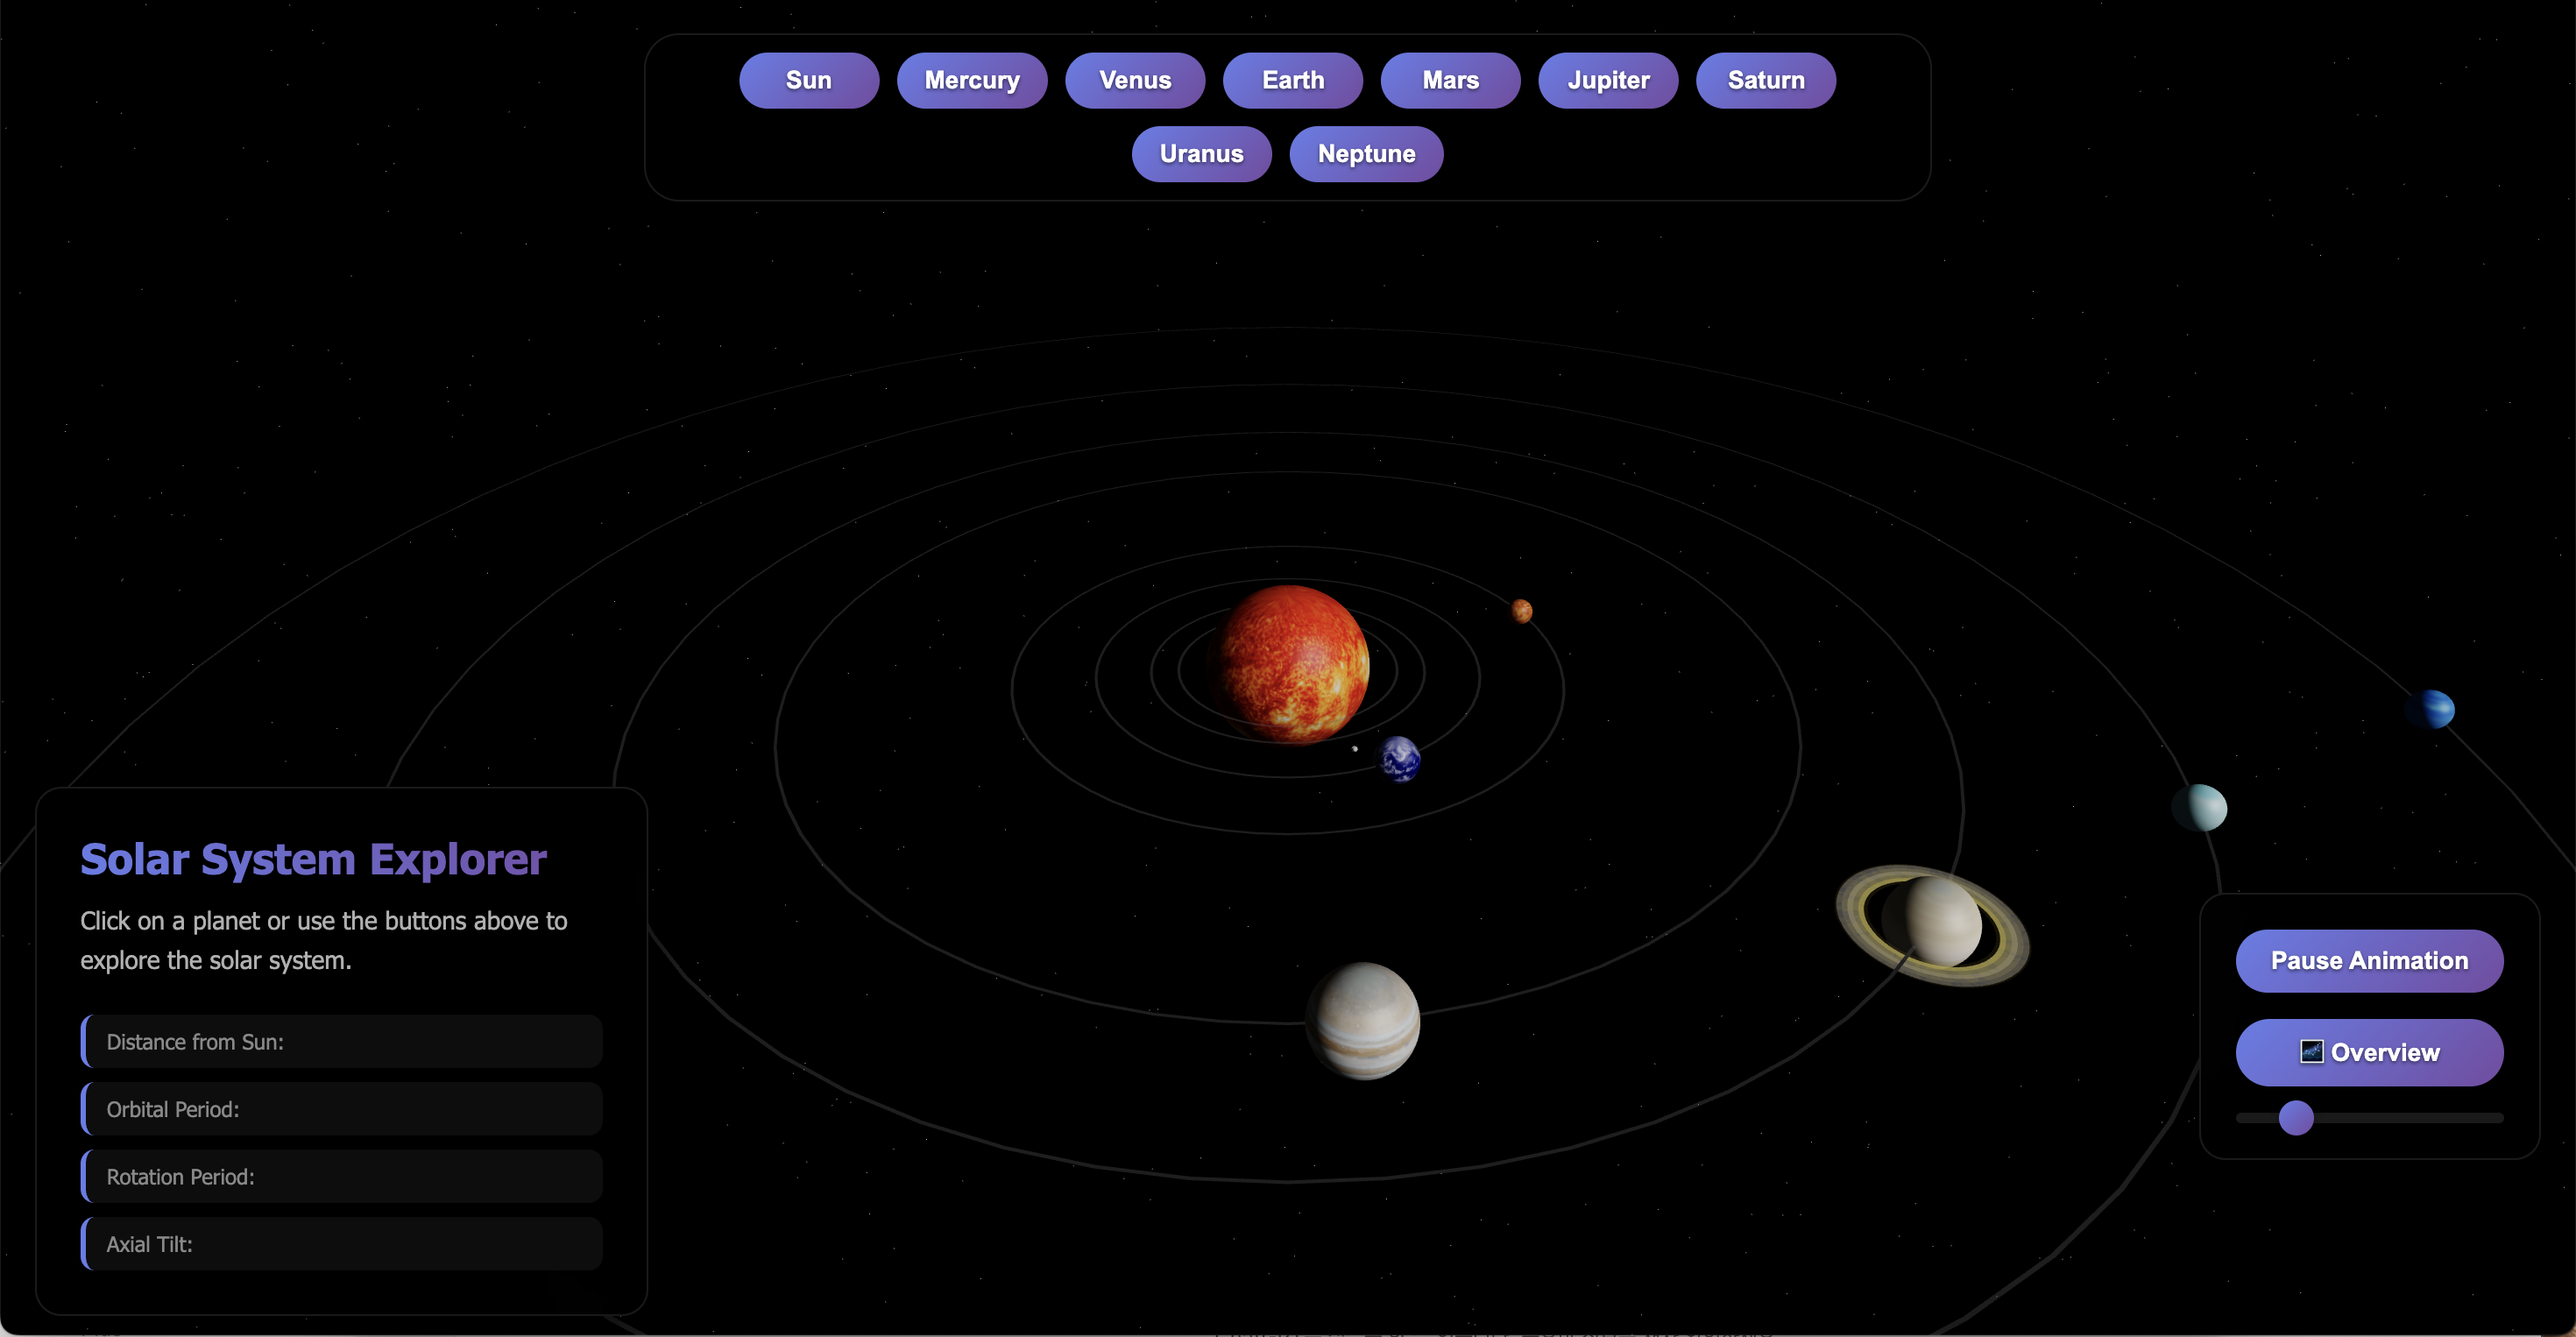 Sun Mercury Venus Earth Mars Jupiter Saturn
Uranus Neptune
Solar System Explorer
Click on a planet or use the buttons above to
explore the solar system.
Distance from Sun:
Orbital Period:
Rotation Period:
Axial Tilt:
Pause Animation
Overview